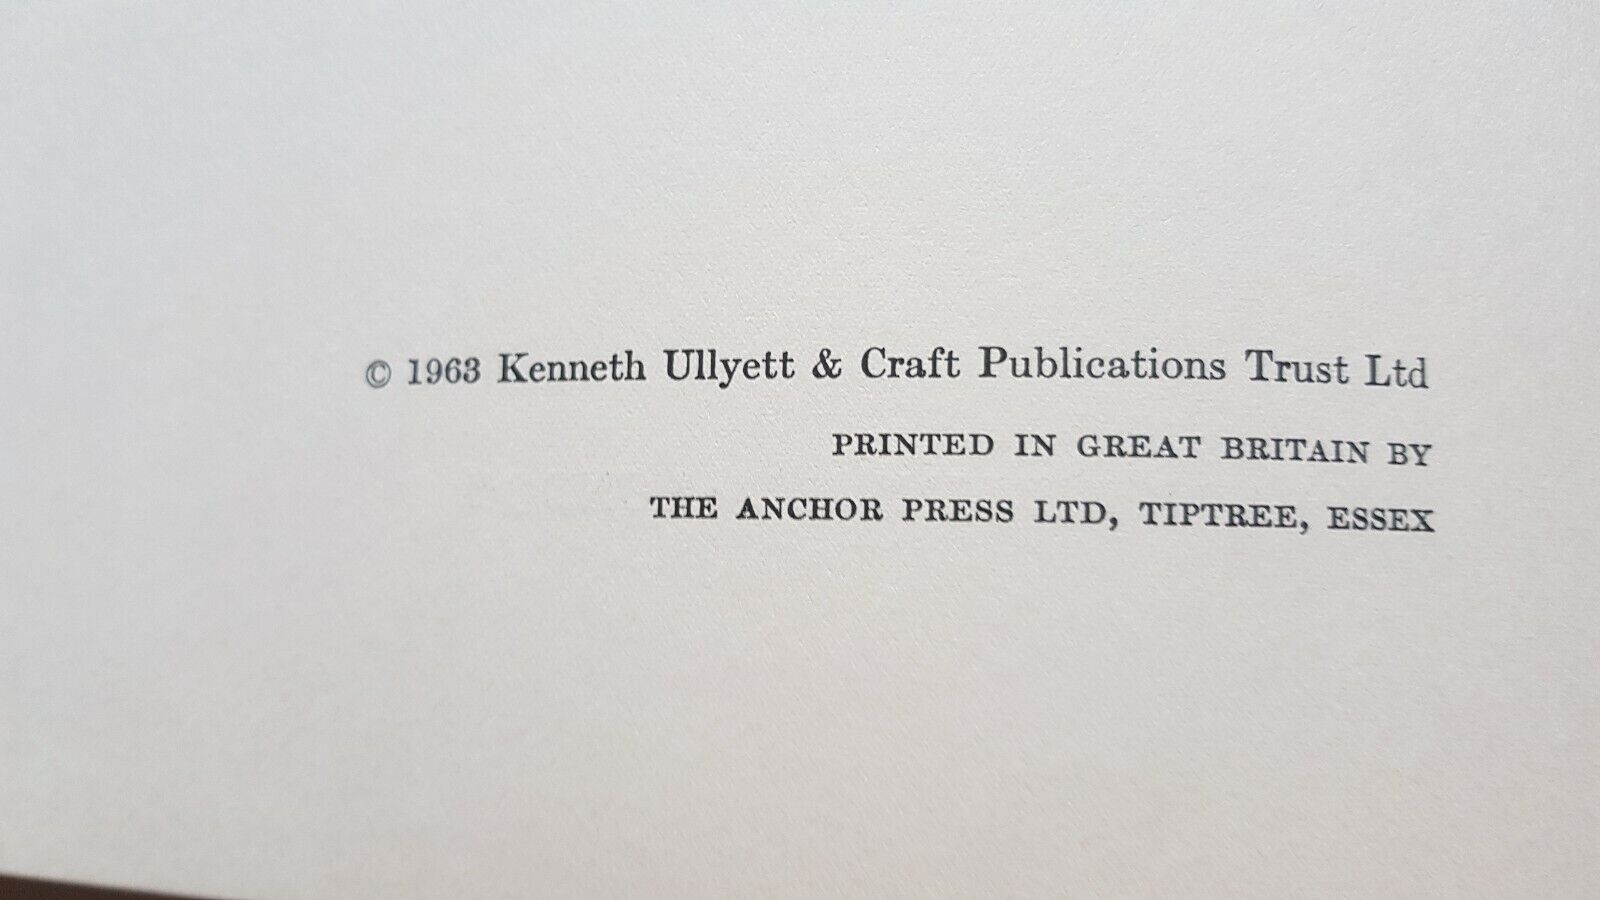 © 1963 Kenneth Ullyett & Craft Publications Trust Ltd
PRINTED IN GREAT BRITAIN BY
THE ANCHOR PRESS LTD, TIPTREE, ESSEX